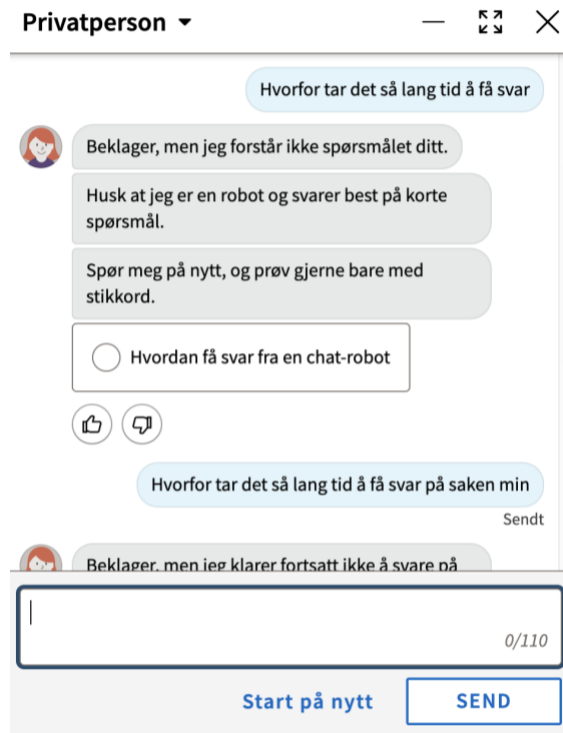 Privatperson
Hvorfor tar det så lang tid å få svar
Beklager, men jeg forstår ikke spørsmålet ditt.
Husk at jeg er en robot og svarer best på korte
spørsmål.
Spør meg på nytt, og prøv gjerne bare med
stikkord.
Hvordan få svar fra en chat-robot
Hvorfor tar det så lang tid å få svar på saken min
Sendt
Beklager, men jeg klarer fortsatt ikke å svare på
0/110
Start på nytt
SEND